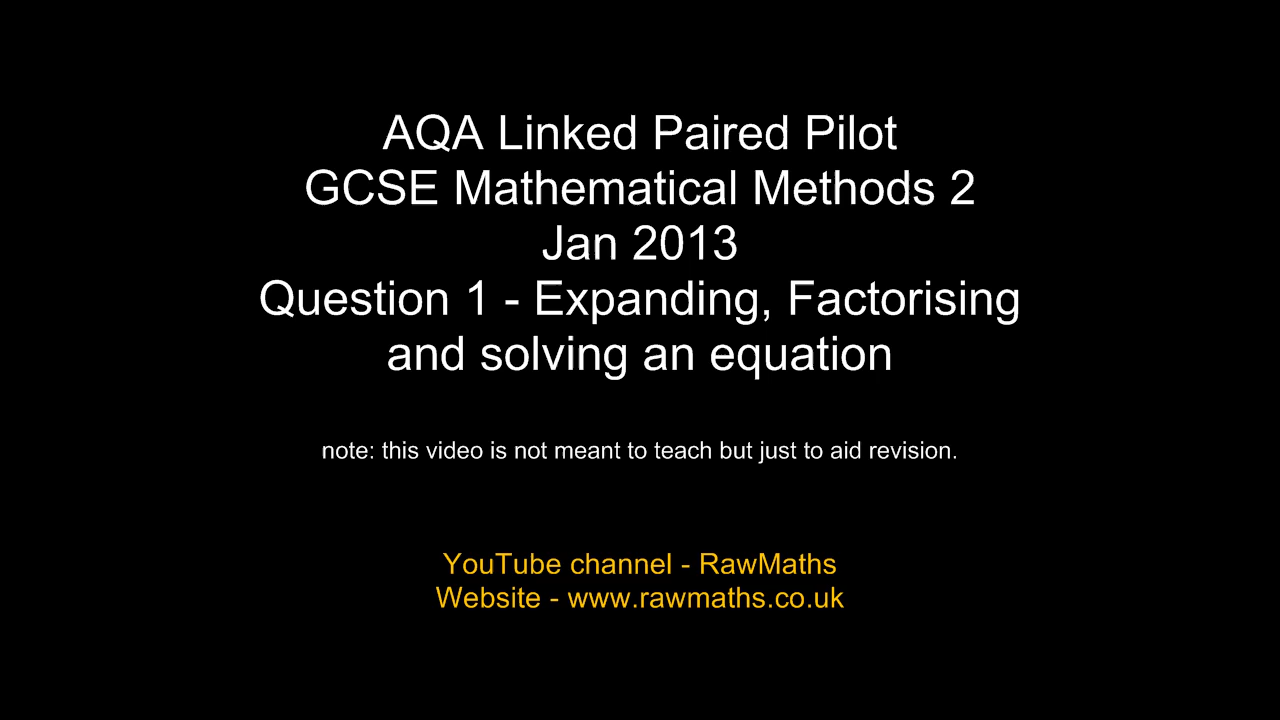 AQA Linked Paired Pilot
GCSE Mathematical Methods 2
Jan 2013
Question 1 - Expanding, Factorising
and solving an equation
note: this video is not meant to teach but just to aid revision.
YouTube channel - RawMaths
Website - www.rawmaths.co.uk